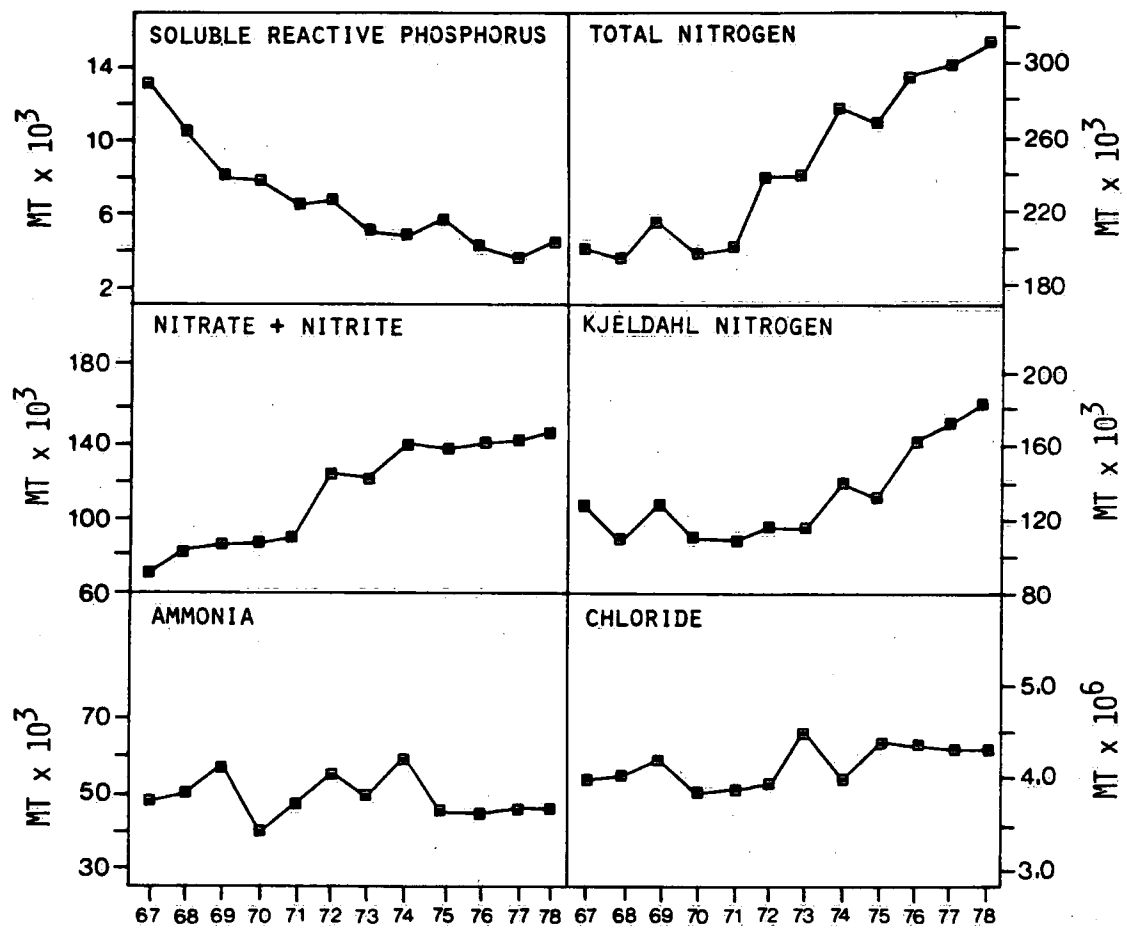 SOLUBLE REACTIVE PHOSPHORUS
14
10
6
2
MT x 10³
TOTAL NITROGEN
300
260
220
180
MT x 10³
NITRATE + NITRITE
180
140
100
60
MT x 10³
KJELDAHL NITROGEN
200
160
120
80
MT x 10³
AMMONIA
70
50
30
MT x 10³
CHLORIDE
5.0
4.0
3.0
MT x 10⁶
67 68 69 70 71 72 73 74 75 76 77 78
67 68 69 70 71 72 73 74 75 76 77 78